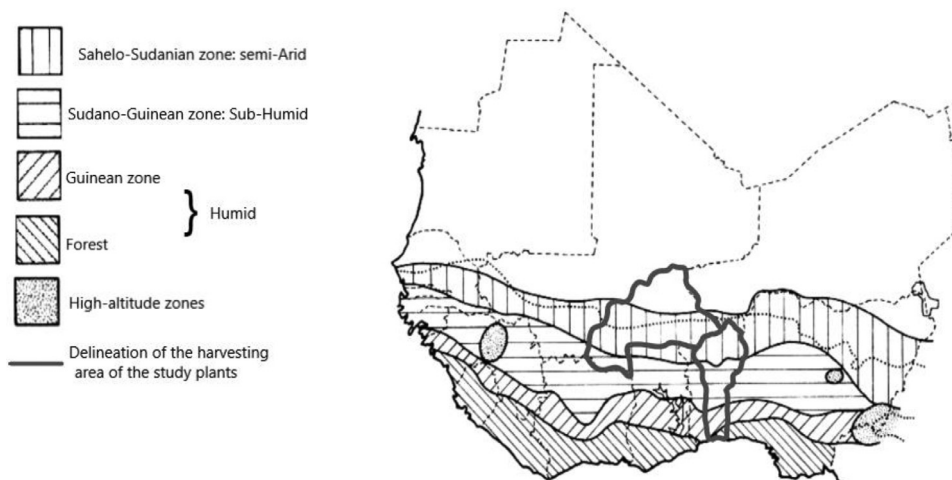 Sahelo-Sudanian zone: semi-Arid
Sudano-Guinean zone: Sub-Humid
Guinean zone
Humid
Forest
High-altitude zones
Delineation of the harvesting
area of the study plants